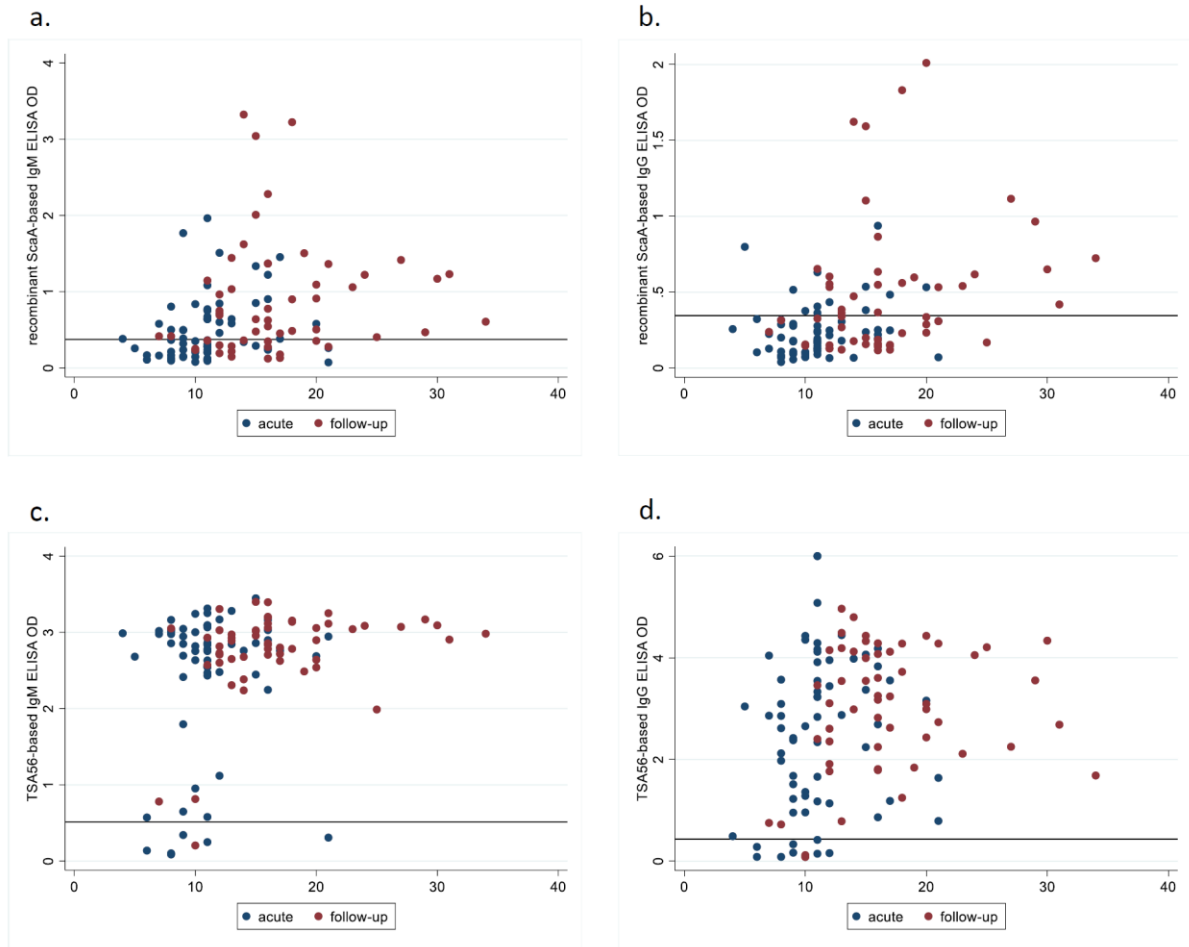 a.
recombinant ScaA-based IgM ELISA OD
4
3
2
1
0
0 10 20 30 40
acute follow-up
b.
recombinant ScaA-based IgG ELISA OD
2
1.5
1
.5
0
0 10 20 30 40
acute follow-up
c.
TSA56-based IgM ELISA OD
4
3
2
1
0
0 10 20 30 40
acute follow-up
d.
TSA56-based IgG ELISA OD
6
4
2
0
0 10 20 30 40
acute follow-up